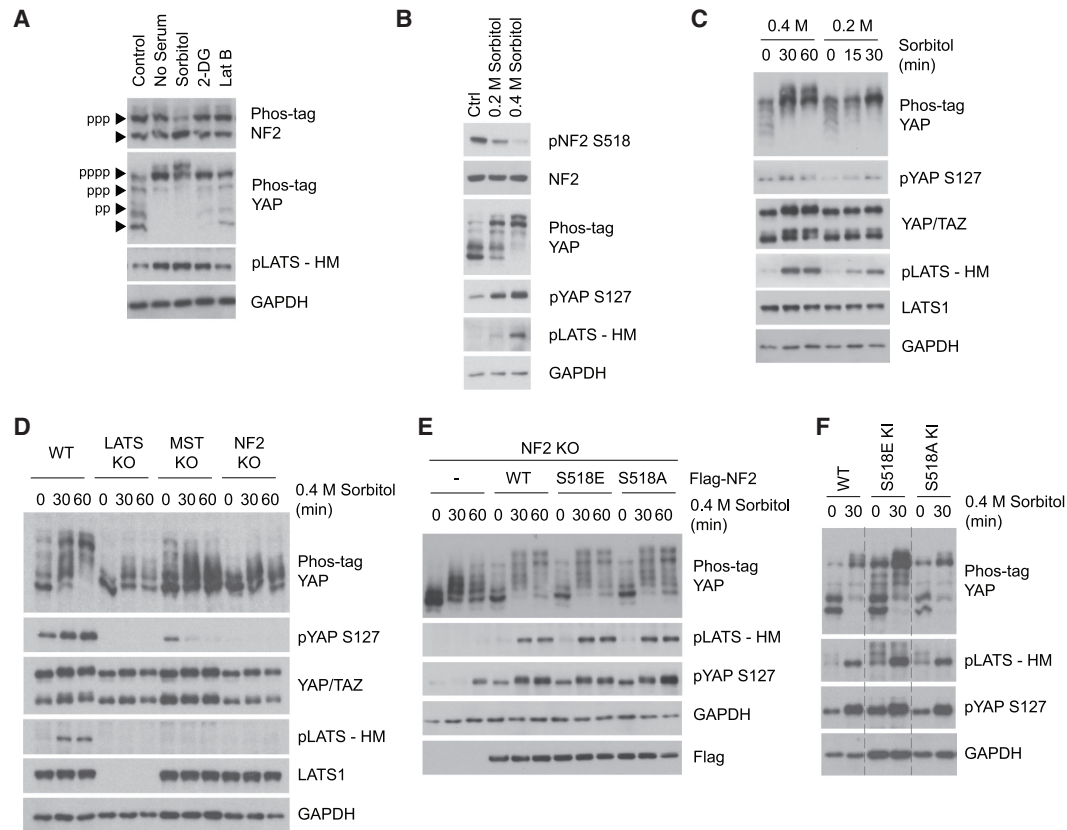 A
Control
No Serum
Sorbitol
2-DG
Lat B
ppp
Phos-tag
NF2
pppp
ppp
pp
Phos-tag
YAP
pLATS - HM
GAPDH
B
Ctrl
0.2 M Sorbitol
0.4 M Sorbitol
pNF2 S518
NF2
Phos-tag
YAP
pYAP S127
pLATS - HM
GAPDH
C
0.4 M 0.2 M
0 30 60 0 15 30
Sorbitol
(min)
Phos-tag
YAP
pYAP S127
YAP/TAZ
pLATS - HM
LATS1
GAPDH
D
WT
LATS
KO
MST
KO
NF2
KO
0 30 60 0 30 60 0 30 60 0 30 60
0.4 M Sorbitol
(min)
Phos-tag
YAP
pYAP S127
YAP/TAZ
pLATS - HM
LATS1
GAPDH
E
NF2 KO
- WT S518E S518A Flag-NF2
0 30 60 0 30 60 0 30 60 0 30 60
0.4 M Sorbitol
(min)
Phos-tag
YAP
pLATS - HM
pYAP S127
GAPDH
Flag
F
WT
S518E KI
S518A KI
0 30 0 30 0 30
0.4 M Sorbitol
(min)
Phos-tag
YAP
pLATS - HM
pYAP S127
GAPDH